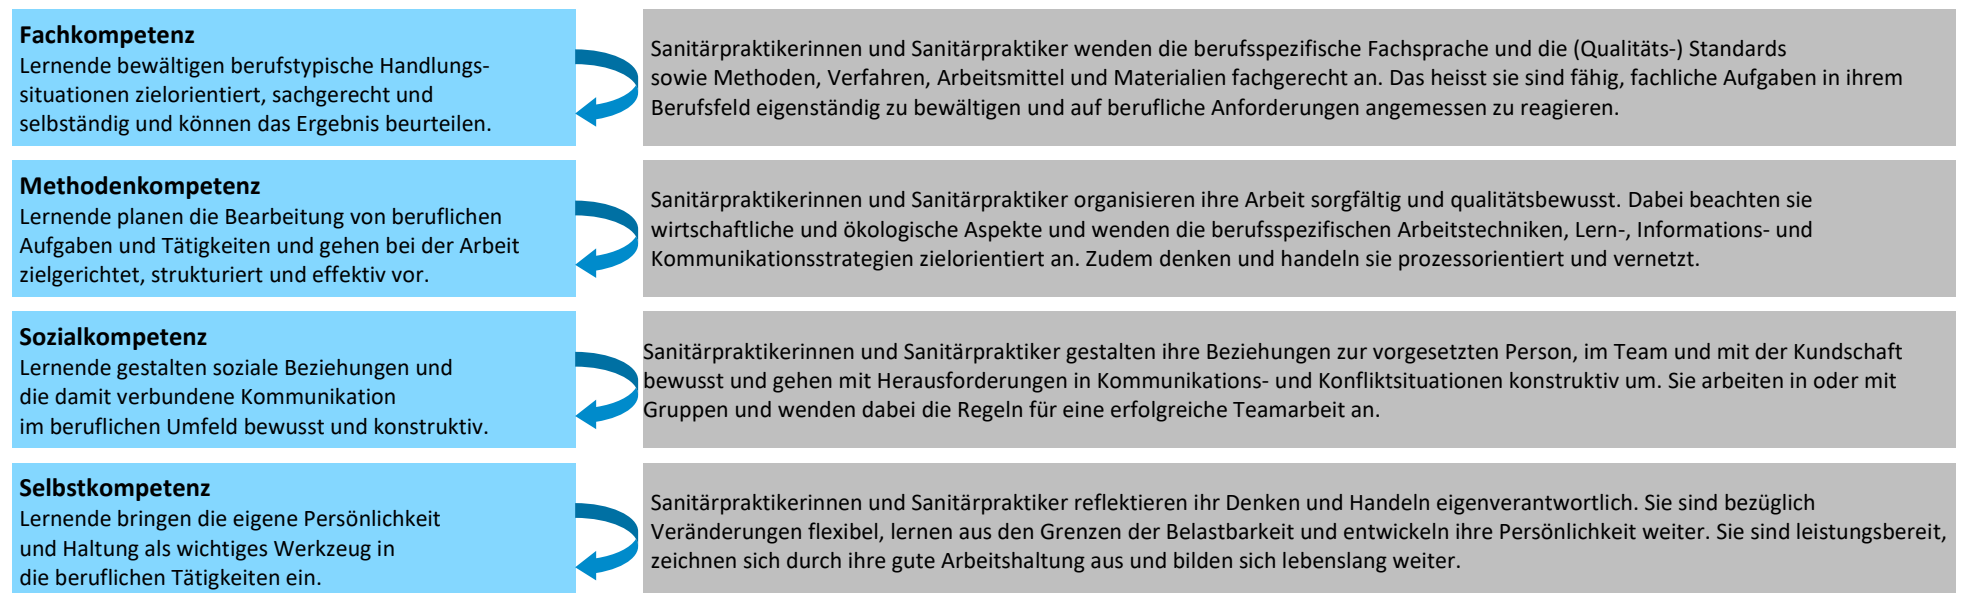 Fachkompetenz
Lernende bewältigen berufstypische Handlungs-
situationen zielorientiert, sachgerecht und
selbständig und können das Ergebnis beurteilen.
Sanitärpraktikerinnen und Sanitärpraktiker wenden die berufsspezifische Fachsprache und die (Qualitäts-) Standards
sowie Methoden, Verfahren, Arbeitsmittel und Materialien fachgerecht an. Das heisst sie sind fähig, fachliche Aufgaben in ihrem
Berufsfeld eigenständig zu bewältigen und auf berufliche Anforderungen angemessen zu reagieren.
Methodenkompetenz
Lernende planen die Bearbeitung von beruflichen
Aufgaben und Tätigkeiten und gehen bei der Arbeit
zielgerichtet, strukturiert und effektiv vor.
Sanitärpraktikerinnen und Sanitärpraktiker organisieren ihre Arbeit sorgfältig und qualitätsbewusst. Dabei beachten sie
wirtschaftliche und ökologische Aspekte und wenden die berufsspezifischen Arbeitstechniken, Lern-, Informations- und
Kommunikationsstrategien zielorientiert an. Zudem denken und handeln sie prozessorientiert und vernetzt.
Sozialkompetenz
Lernende gestalten soziale Beziehungen und
die damit verbundene Kommunikation
im beruflichen Umfeld bewusst und konstruktiv.
Sanitärpraktikerinnen und Sanitärpraktiker gestalten ihre Beziehungen zur vorgesetzten Person, im Team und mit der Kundschaft
bewusst und gehen mit Herausforderungen in Kommunikations- und Konfliktsituationen konstruktiv um. Sie arbeiten in oder mit
Gruppen und wenden dabei die Regeln für eine erfolgreiche Teamarbeit an.
Selbstkompetenz
Lernende bringen die eigene Persönlichkeit
und Haltung als wichtiges Werkzeug in
die beruflichen Tätigkeiten ein.
Sanitärpraktikerinnen und Sanitärpraktiker reflektieren ihr Denken und Handeln eigenverantwortlich. Sie sind bezüglich
Veränderungen flexibel, lernen aus den Grenzen der Belastbarkeit und entwickeln ihre Persönlichkeit weiter. Sie sind leistungsbereit,
zeichnen sich durch ihre gute Arbeitshaltung aus und bilden sich lebenslang weiter.